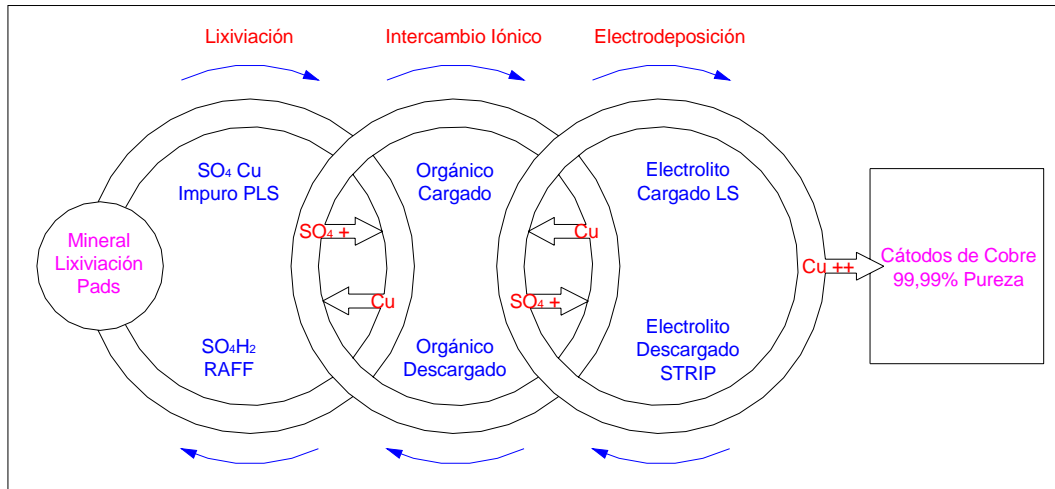 Lixiviación
Intercambio Iónico
Electrodeposición
SO₄ Cu
Impuro PLS
Orgánico
Cargado
Electrolito
Cargado LS
Mineral
Lixiviación
Pads
SO₄ +
Cu
Cu
SO₄ +
Cu ++
Cátodos de Cobre
99,99% Pureza
SO₄H₂
RAFF
Orgánico
Descargado
Electrolito
Descargado
STRIP